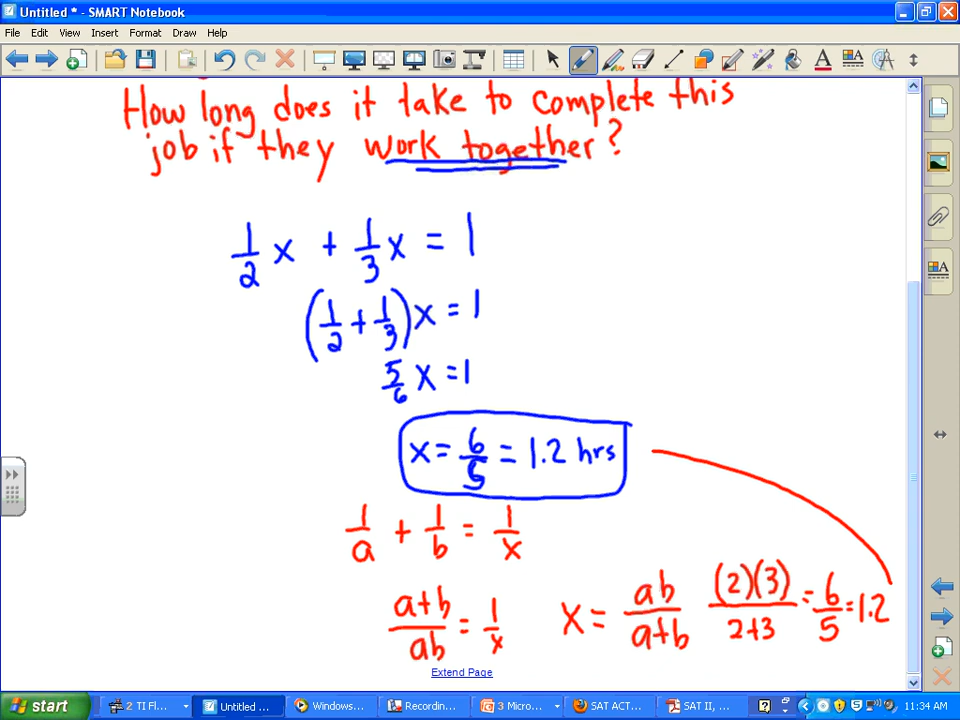 Untitled * - SMART Notebook
File Edit View Insert Format Draw Help
How long does it take to complete this
job if they work together?
1/2 x + 1/3 x = 1
(1/2 + 1/3) x = 1
5/6 x = 1
x = 6/5 = 1.2 hrs
1/a + 1/b = 1/x
a+b/ab = 1/x x = ab/a+b (2)(3)/2+3 = 6/5 = 1.2
Extend Page
start 2 TI Fl... Untitled ... Windows... Recordin... 3 Micro... SAT ACT... SAT II, ... 11:34 AM